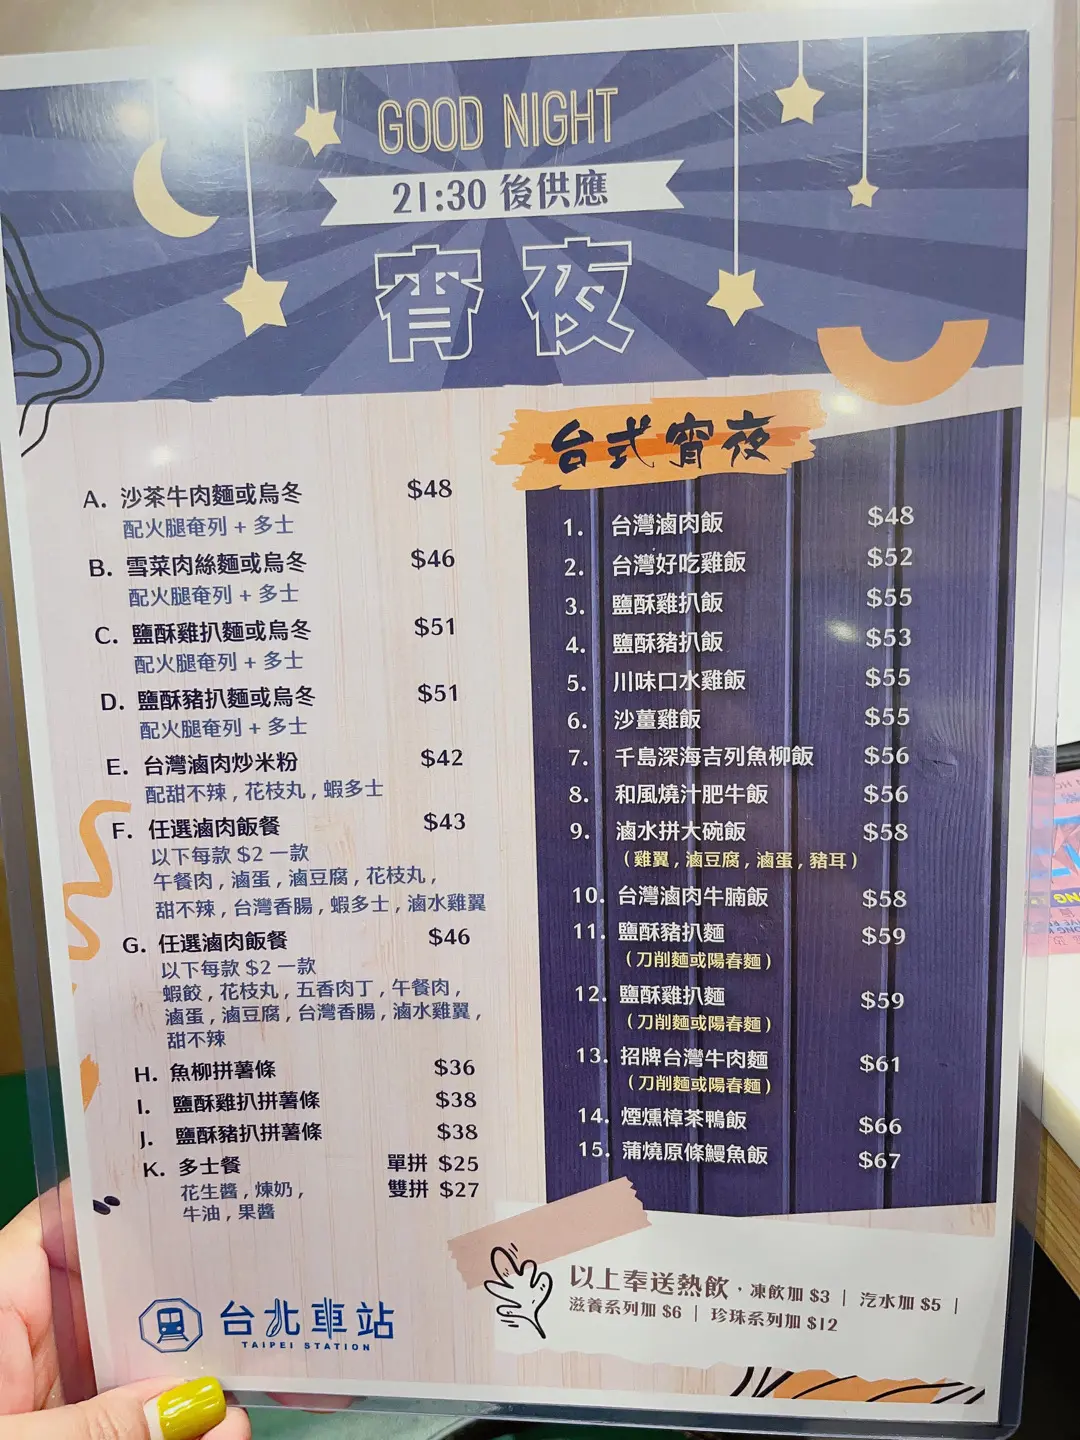 GOOD NIGHT
21:30 後供應
宵夜
A. 沙茶牛肉麵或烏冬 $48
配火腿奄列 + 多士
B. 雪菜肉絲麵或烏冬 $46
配火腿奄列 + 多士
C. 鹽酥雞扒麵或烏冬 $51
配火腿奄列 + 多士
D. 鹽酥豬扒麵或烏冬 $51
配火腿奄列 + 多士
E. 台灣滷肉炒米粉 $42
配甜不辣 , 花枝丸 , 蝦多士
F. 任選滷肉飯餐 $43
以下每款 $2 一款
午餐肉 , 滷蛋 , 滷豆腐 , 花枝丸 ,
甜不辣 , 台灣香腸 , 蝦多士 , 滷水雞翼
G. 任選滷肉飯餐 $46
以下每款 $2 一款
蝦餃 , 花枝丸 , 五香肉丁 , 午餐肉 ,
滷蛋 , 滷豆腐 , 台灣香腸 , 滷水雞翼 ,
甜不辣
H. 魚柳拼薯條 $36
I. 鹽酥雞扒拼薯條 $38
J. 鹽酥豬扒拼薯條 $38
K. 多士餐 單拼 $25
花生醬 , 煉奶 , 雙拼 $27
牛油 , 果醬
台式宵夜
1. 台灣滷肉飯 $48
2. 台灣好吃雞飯 $52
3. 鹽酥雞扒飯 $55
4. 鹽酥豬扒飯 $53
5. 川味口水雞飯 $55
6. 沙薑雞飯 $55
7. 千島深海吉列魚柳飯 $56
8. 和風燒汁肥牛飯 $56
9. 滷水拼大碗飯 $58
( 雞翼 , 滷豆腐 , 滷蛋 , 豬耳 )
10. 台灣滷肉牛腩飯 $58
11. 鹽酥豬扒麵 $59
( 刀削麵或陽春麵 )
12. 鹽酥雞扒麵 $59
( 刀削麵或陽春麵 )
13. 招牌台灣牛肉麵 $61
( 刀削麵或陽春麵 )
14. 煙燻樟茶鴨飯 $66
15. 蒲燒原條鰻魚飯 $67
以上奉送熱飲 · 凍飲加 $3 | 汽水加 $5 |
滋養系列加 $6 | 珍珠系列加 $12
台北車站
TAIPEI STATION